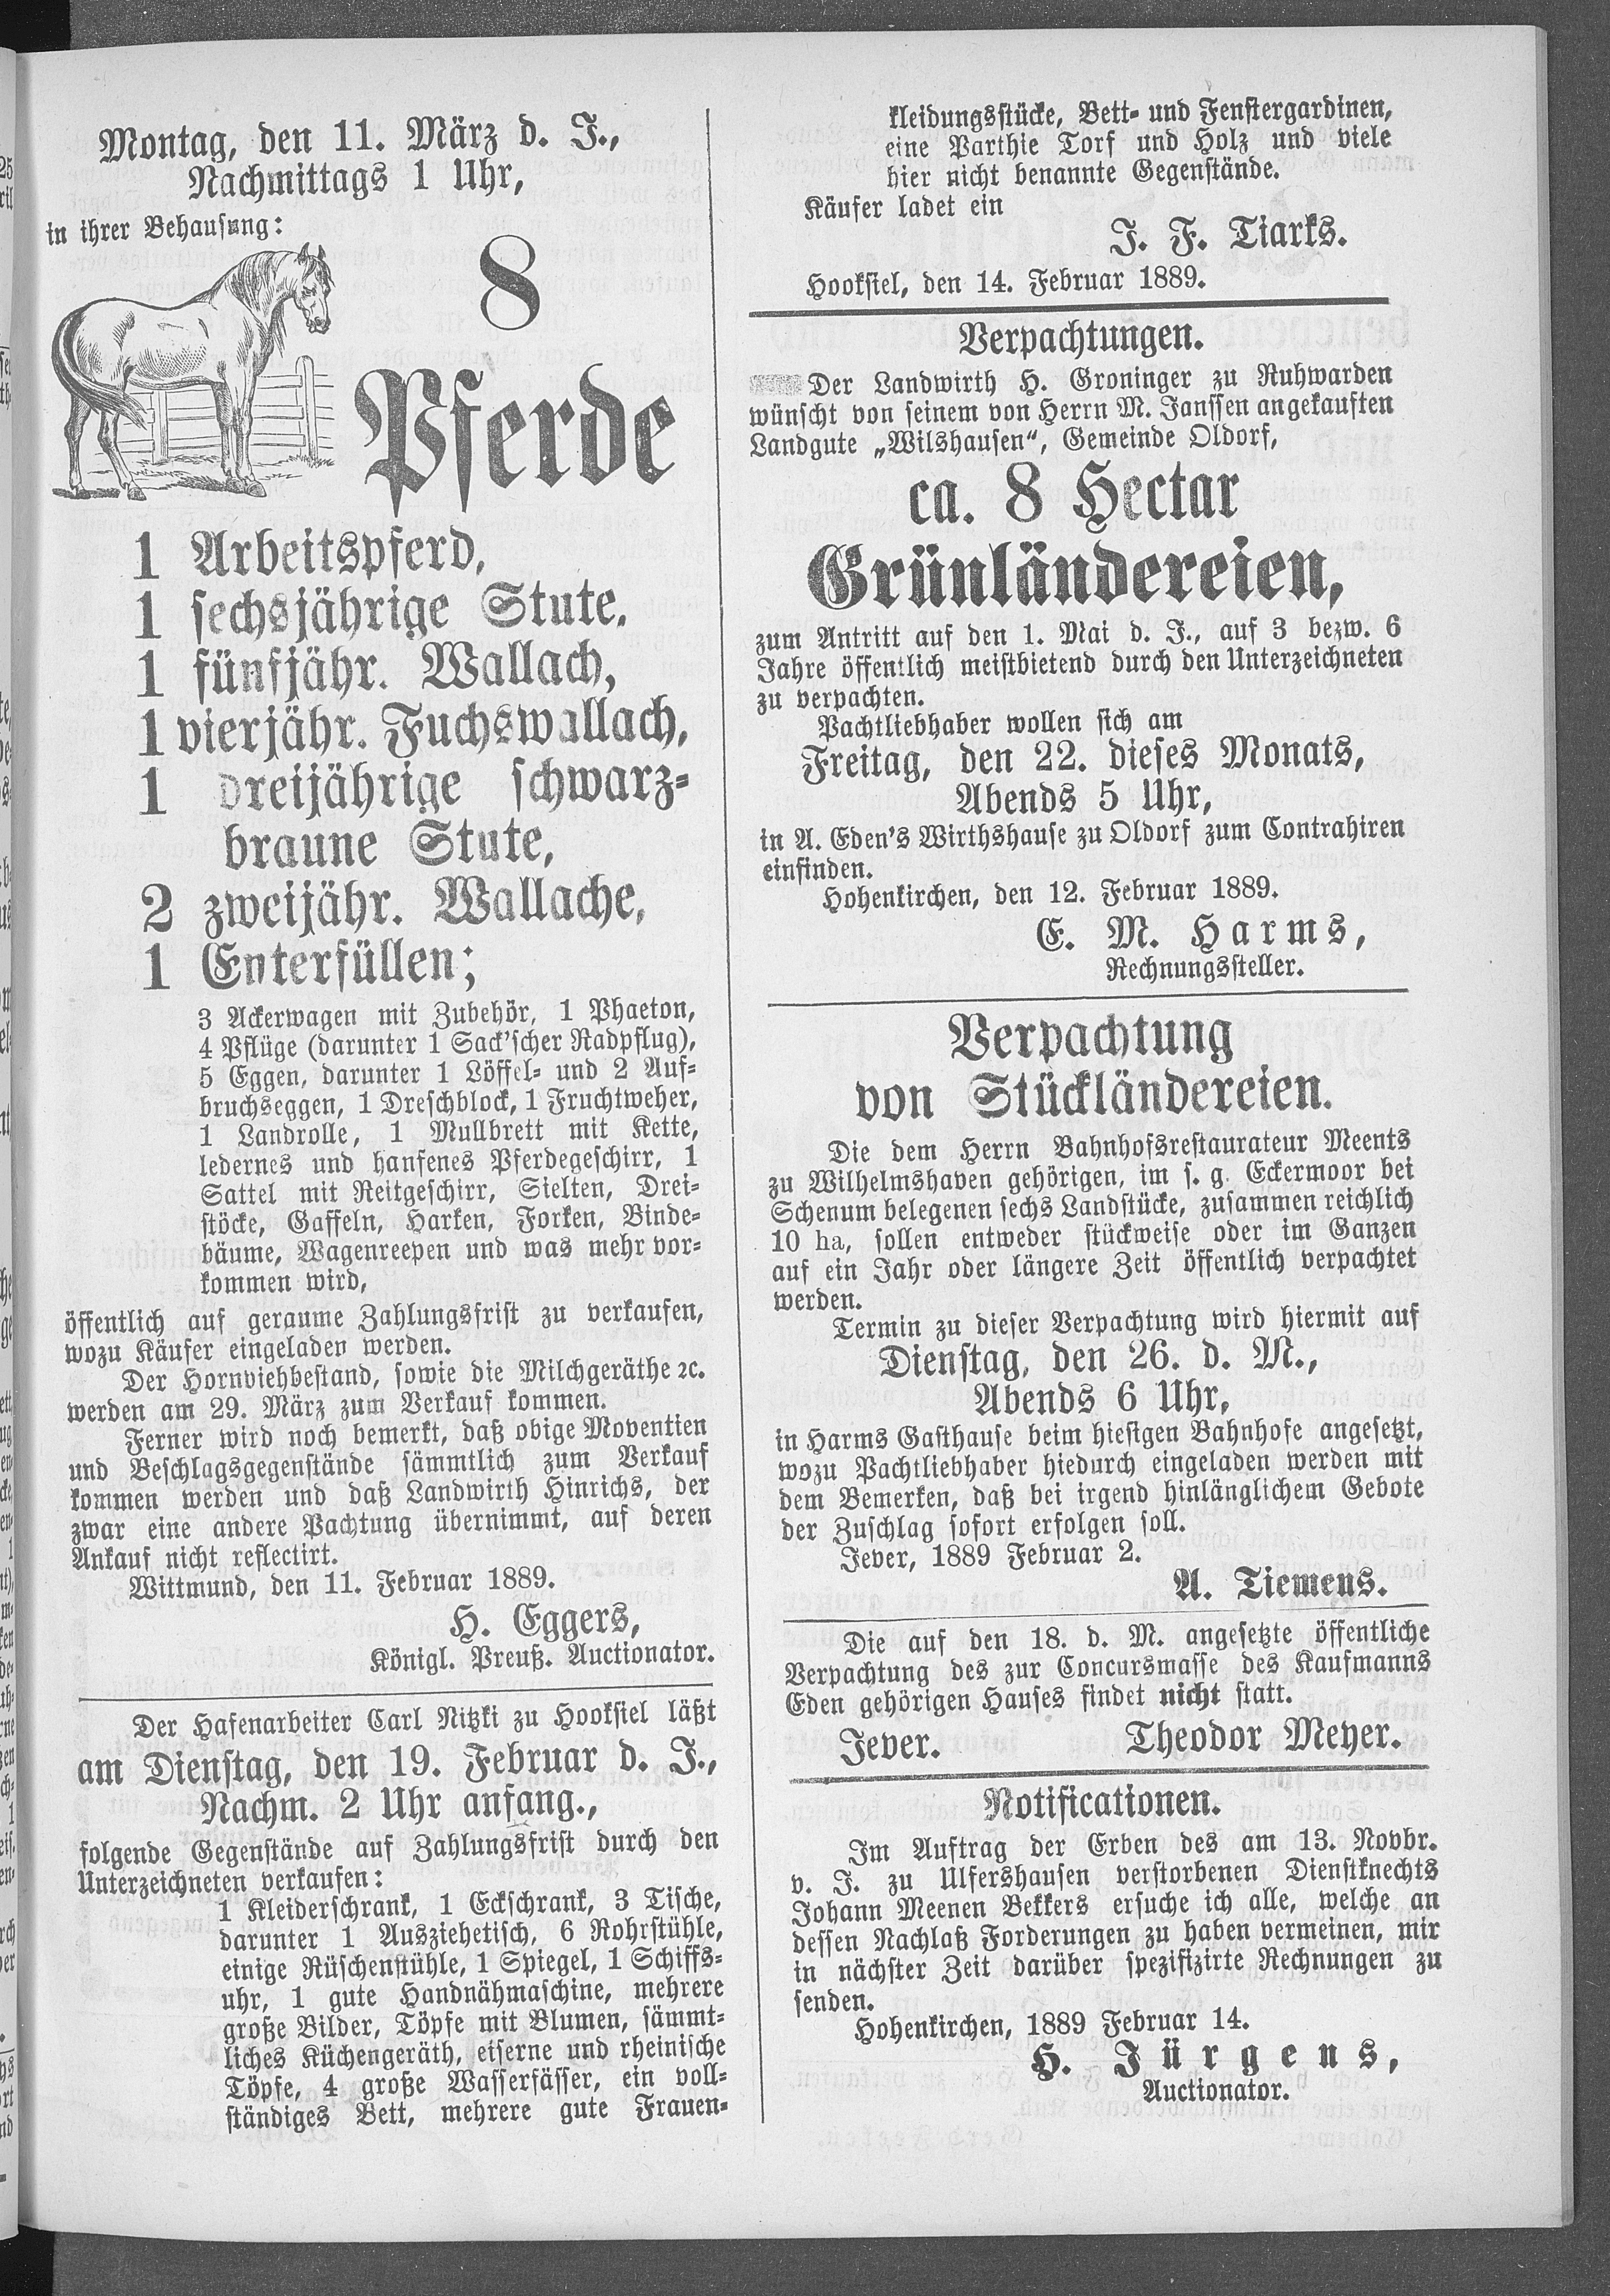 Montag, den 11. März d. J.,
Nachmittags 1 Uhr,
in ihrer Behausung:
8
Pferde
1 Arbeitspferd,
1 sechsjährige Stute,
1 fünfjähr. Wallach,
1 vierjähr. Fuchswallach,
1 dreijährige schwarz-
braune Stute,
2 zweijähr. Wallache,
1 Enterfüllen;
3 Ackerwagen mit Zubehör, 1 Phaeton,
4 Pflüge (darunter 1 Sack'scher Radpflug),
5 Eggen, darunter 1 Löffel- und 2 Auf-
bruchseggen, 1 Dreschblock, 1 Fruchtweher,
1 Landrolle, 1 Mullbrett mit Kette,
ledernes und hanfenes Pferdegeschirr, 1
Sattel mit Reitgeschirr, Sielten, Drei-
stöcke, Gaffeln, Harken, Forken, Binde-
bäume, Wagenreepen und was mehr vor-
kommen wird,
öffentlich auf geraume Zahlungsfrist zu verkaufen,
wozu Käufer eingeladen werden.
Der Hornviehbestand, sowie die Milchgeräthe ꝛc.
werden am 29. März zum Verkauf kommen.
Ferner wird noch bemerkt, daß obige Moventien
und Beschlagsgegenstände sämmtlich zum Verkauf
kommen werden und daß Landwirth Hinrichs, der
zwar eine andere Pachtung übernimmt, auf deren
Ankauf nicht reflectirt.
Wittmund, den 11. Februar 1889.
H. Eggers,
Königl. Preuß. Auctionator.
Der Hafenarbeiter Carl Nitzki zu Hooksiel läßt
am Dienstag, den 19. Februar d. J.,
Nachm. 2 Uhr anfang.,
folgende Gegenstände auf Zahlungsfrist durch den
Unterzeichneten verkaufen:
1 Kleiderschrank, 1 Eckschrank, 3 Tische,
darunter 1 Ausziehetisch, 6 Rohrstühle,
einige Rüschenstühle, 1 Spiegel, 1 Schiffs-
uhr, 1 gute Handnähmaschine, mehrere
große Bilder, Töpfe mit Blumen, sämmt-
liches Küchengeräth, eiserne und rheinische
Töpfe, 4 große Wasserfässer, ein voll-
ständiges Bett, mehrere gute Frauen-
kleidungsstücke, Bett- und Fenstergardinen,
eine Parthie Torf und Holz und viele
hier nicht benannte Gegenstände.
Käufer ladet ein
J. F. Tiarks.
Hooksiel, den 14. Februar 1889.
Verpachtungen.
Der Landwirth H. Groninger zu Ruhwarden
wünscht von seinem von Herrn M. Janssen angekauften
Landgute „Wilshausen“, Gemeinde Oldorf,
ca. 8 Hectar
Grünländereien,
zum Antritt auf den 1. Mai d. J., auf 3 bezw. 6
Jahre öffentlich meistbietend durch den Unterzeichneten
zu verpachten.
Pachtliebhaber wollen sich am
Freitag, den 22. dieses Monats,
Abends 5 Uhr,
in A. Eden's Wirthshause zu Oldorf zum Contrahiren
einfinden.
Hohenkirchen, den 12. Februar 1889.
E. M. Harms,
Rechnungssteller.
Verpachtung
von Stückländereien.
Die dem Herrn Bahnhofsrestaurateur Meents
zu Wilhelmshaven gehörigen, im s. g. Eckermoor bei
Schenum belegenen sechs Landstücke, zusammen reichlich
10 ha, sollen entweder stückweise oder im Ganzen
auf ein Jahr oder längere Zeit öffentlich verpachtet
werden.
Termin zu dieser Verpachtung wird hiermit auf
Dienstag, den 26. d. M.,
Abends 6 Uhr,
in Harms Gasthause beim hiesigen Bahnhofe angesetzt,
wozu Pachtliebhaber hiedurch eingeladen werden mit
dem Bemerken, daß bei irgend hinlänglichem Gebote
der Zuschlag sofort erfolgen soll.
Jever, 1889 Februar 2.
A. Tiemens.
Die auf den 18. d. M. angesetzte öffentliche
Verpachtung des zur Concursmasse des Kaufmanns
Eden gehörigen Hauses findet nicht statt.
Jever. Theodor Meyer.
Notificationen.
Im Auftrag der Erben des am 13. Novbr.
v. J. zu Ulfershausen verstorbenen Dienstknechts
Johann Meenen Bekkers ersuche ich alle, welche an
dessen Nachlaß Forderungen zu haben vermeinen, mir
in nächster Zeit darüber spezifizirte Rechnungen zu
senden.
Hohenkirchen, 1889 Februar 14.
H. Jürgens,
Auctionator.